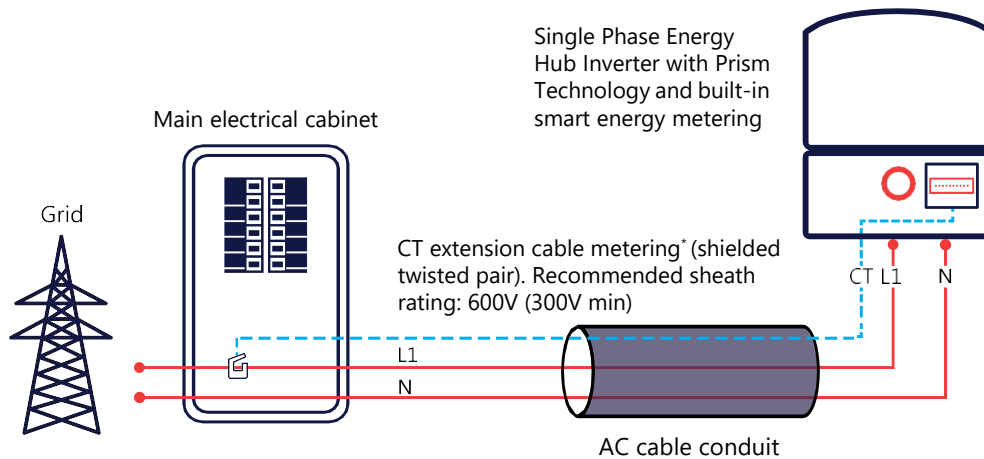 Single Phase Energy
Hub Inverter with Prism
Technology and built-in
smart energy metering
Main electrical cabinet
Grid
CT extension cable metering* (shielded
twisted pair). Recommended sheath
rating: 600V (300V min)
CT L1 N
L1
N
AC cable conduit